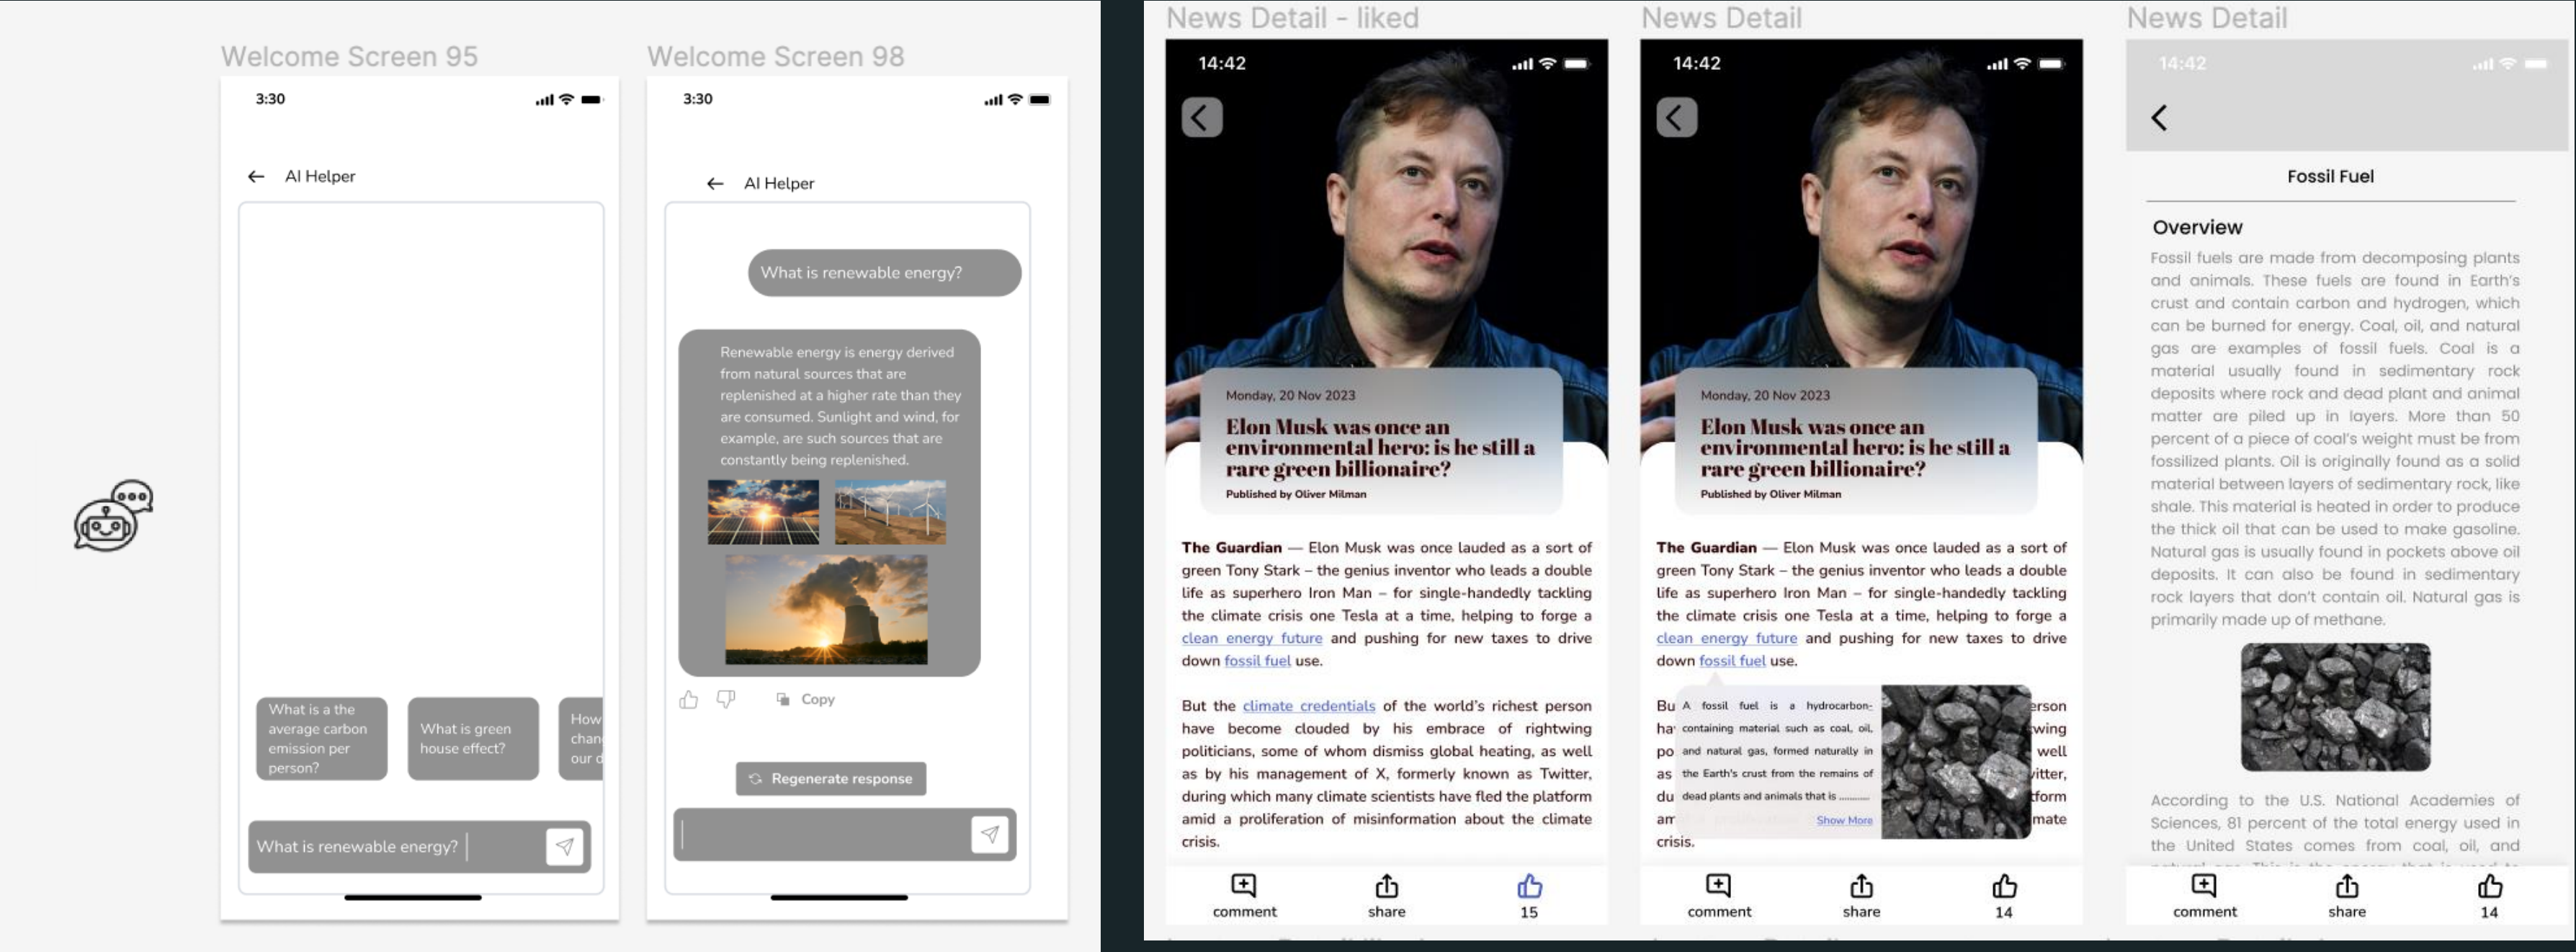 Welcome Screen 95
3:30
AI Helper
What is a the
average carbon
emission per
person?
What is green
house effect?
How
chan
our d
What is renewable energy?
Welcome Screen 98
3:30
AI Helper
What is renewable energy?
Renewable energy is energy derived
from natural sources that are
replenished at a higher rate than they
are consumed. Sunlight and wind, for
example, are such sources that are
constantly being replenished.
Copy
Regenerate response
News Detail - liked
14:42
Monday, 20 Nov 2023
Elon Musk was once an
environmental hero: is he still a
rare green billionaire?
Published by Oliver Milman
The Guardian — Elon Musk was once lauded as a sort of
green Tony Stark – the genius inventor who leads a double
life as superhero Iron Man – for single-handedly tackling
the climate crisis one Tesla at a time, helping to forge a
clean energy future and pushing for new taxes to drive
down fossil fuel use.
But the climate credentials of the world's richest person
have become clouded by his embrace of rightwing
politicians, some of whom dismiss global heating, as well
as by his management of X, formerly known as Twitter,
during which many climate scientists have fled the platform
amid a proliferation of misinformation about the climate
crisis.
comment
share
15
News Detail
14:42
Monday, 20 Nov 2023
Elon Musk was once an
environmental hero: is he still a
rare green billionaire?
Published by Oliver Milman
The Guardian — Elon Musk was once lauded as a sort of
green Tony Stark – the genius inventor who leads a double
life as superhero Iron Man – for single-handedly tackling
the climate crisis one Tesla at a time, helping to forge a
clean energy future and pushing for new taxes to drive
down fossil fuel use.
Bu
erson
ha
wing
po
well
as
vitter,
du
tform
am
mate
crisis.
A fossil fuel is a hydrocarbon-
containing material such as coal, oil,
and natural gas, formed naturally in
the Earth's crust from the remains of
dead plants and animals that is ............
Show More
comment
share
14
News Detail
14:42
Fossil Fuel
Overview
Fossil fuels are made from decomposing plants
and animals. These fuels are found in Earth's
crust and contain carbon and hydrogen, which
can be burned for energy. Coal, oil, and natural
gas are examples of fossil fuels. Coal is a
material usually found in sedimentary rock
deposits where rock and dead plant and animal
matter are piled up in layers. More than 50
percent of a piece of coal's weight must be from
fossilized plants. Oil is originally found as a solid
material between layers of sedimentary rock, like
shale. This material is heated in order to produce
the thick oil that can be used to make gasoline.
Natural gas is usually found in pockets above oil
deposits. It can also be found in sedimentary
rock layers that don't contain oil. Natural gas is
primarily made up of methane.
According to the U.S. National Academies of
Sciences, 81 percent of the total energy used in
the United States comes from coal, oil, and
comment
share
14